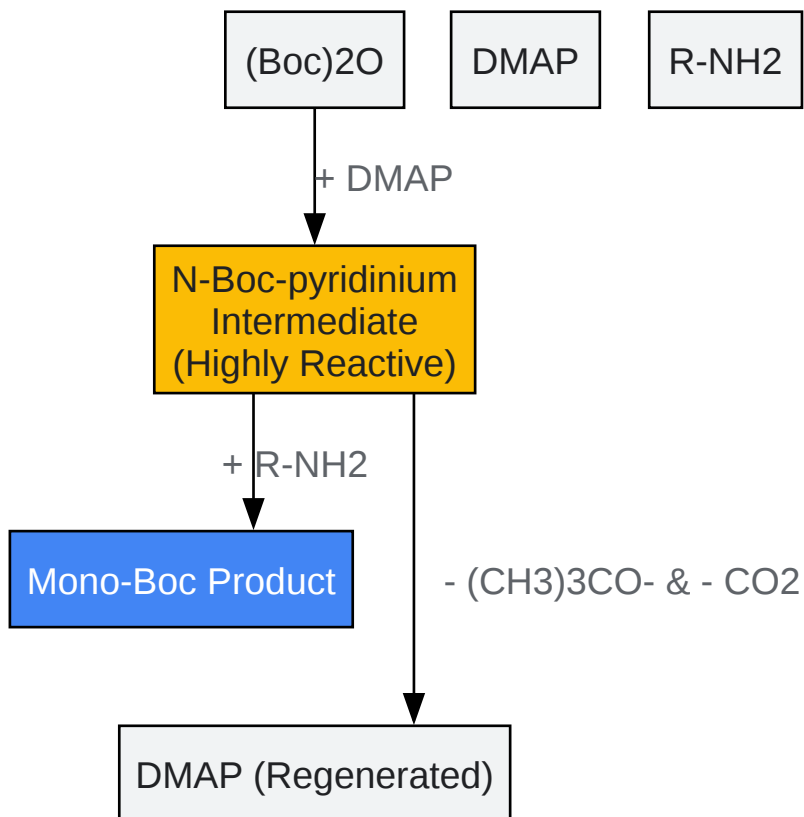 (Boc)2O
DMAP
R-NH2
+ DMAP
N-Boc-pyridinium
Intermediate
(Highly Reactive)
+ R-NH2
Mono-Boc Product
- (CH3)3CO- & - CO2
DMAP (Regenerated)